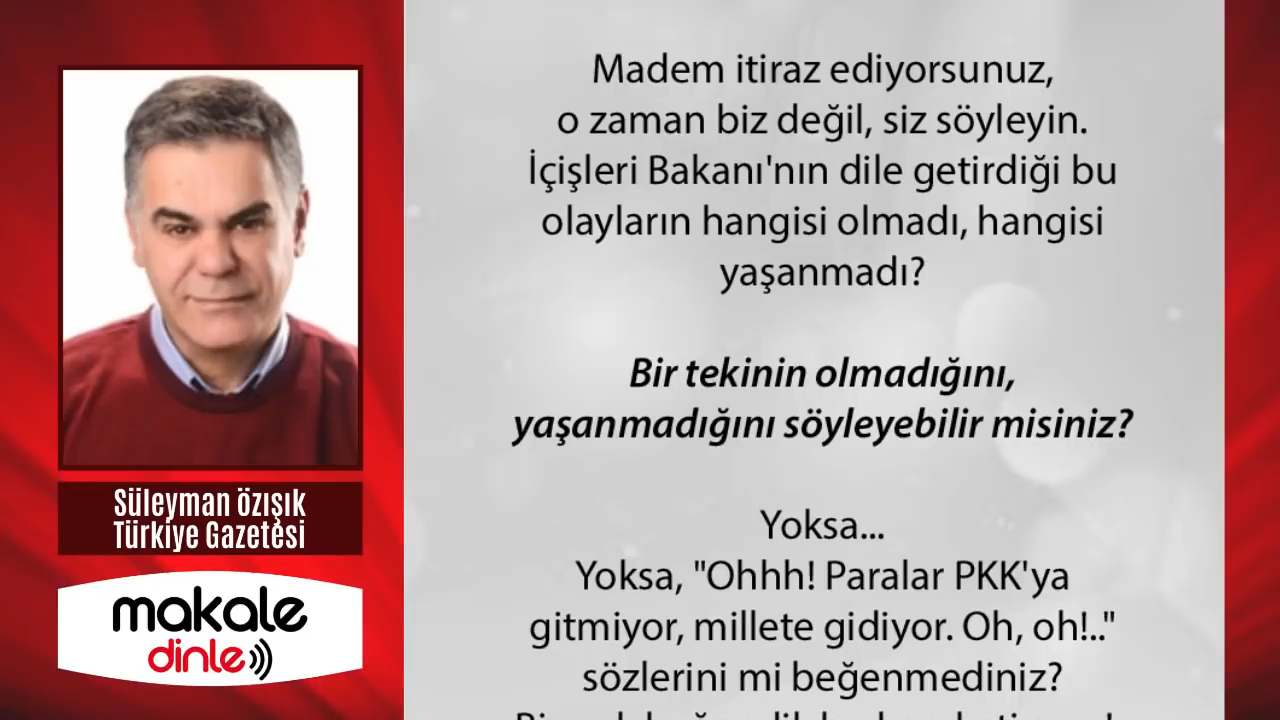 Madem itiraz ediyorsunuz,
o zaman biz değil, siz söyleyin.
İçişleri Bakanı'nın dile getirdiği bu
olayların hangisi olmadı, hangisi
yaşanmadı?
Bir tekinin olmadığını,
yaşanmadığını söyleyebilir misiniz?
Yoksa...
Yoksa, "Ohhh! Paralar PKK'ya
gitmiyor, millete gidiyor. Oh, oh!.."
sözlerini mi beğenmediniz?
Süleyman Özışık
Türkiye Gazetesi
makale
dinle